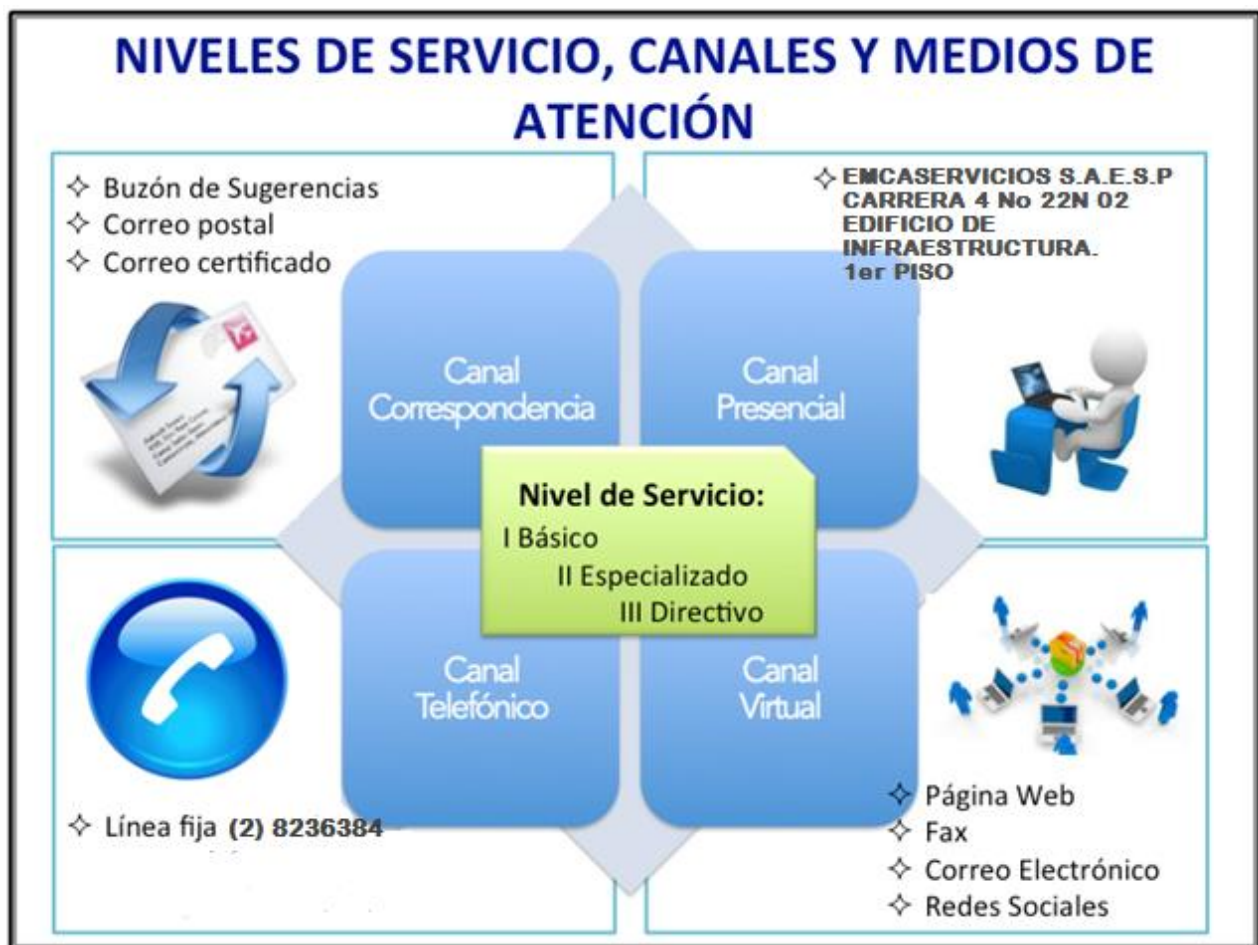 NIVELES DE SERVICIO, CANALES Y MEDIOS DE
ATENCIÓN
Buzón de Sugerencias
Correo postal
Correo certificado
EMCASERVICIOS S.A.E.S.P
CARRERA 4 No 22N 02
EDIFICIO DE
INFRAESTRUCTURA.
1er PISO
Canal
Correspondencia
Canal
Presencial
Nivel de Servicio:
I Básico
II Especializado
III Directivo
Canal
Telefónico
Canal
Virtual
Línea fija (2) 8236384
Página Web
Fax
Correo Electrónico
Redes Sociales